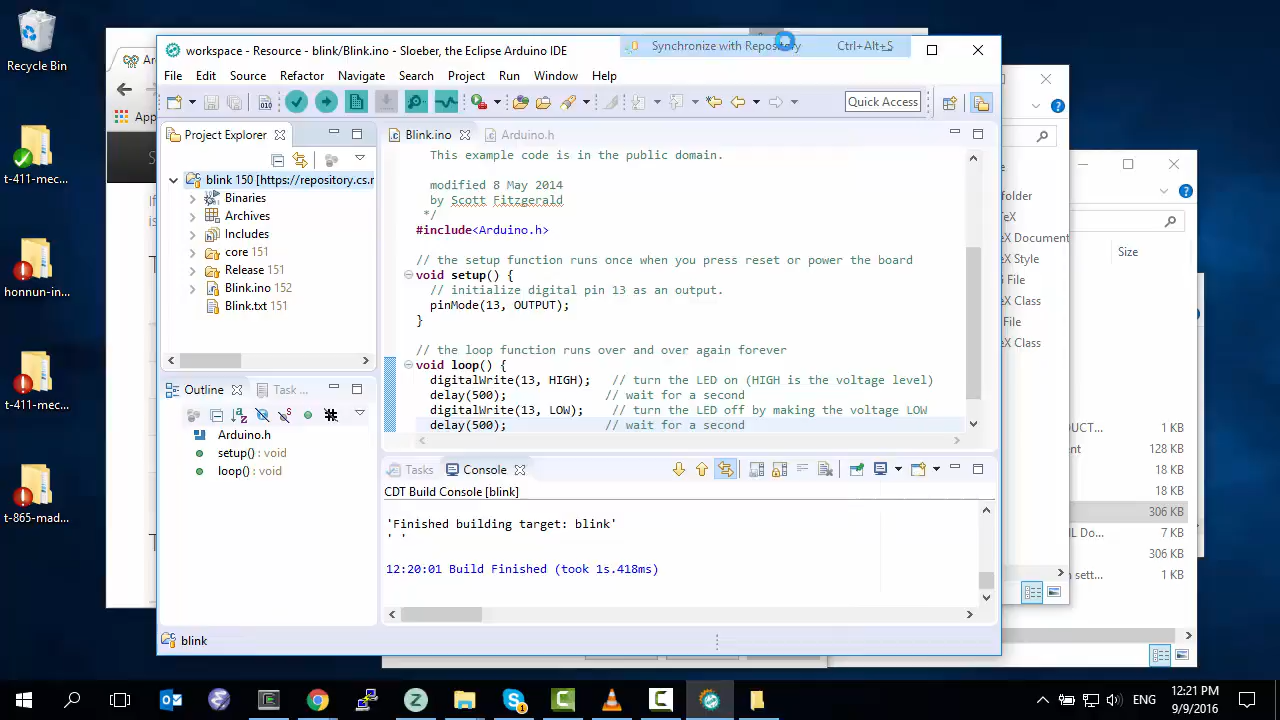 Recycle Bin
t-411-mec...
honnun-in...
t-411-mec...
t-865-mad...
workspace - Resource - blink/Blink.ino - Sloeber, the Eclipse Arduino IDE
Synchronize with Repository Ctrl+Alt+S
File Edit Source Refactor Navigate Search Project Run Window Help
Quick Access
Project Explorer
blink 150 [https://repository.cs.r
Binaries
Archives
Includes
core 151
Release 151
Blink.ino 152
Blink.txt 151
Outline Task ...
Arduino.h
setup() : void
loop() : void
Blink.ino Arduino.h
This example code is in the public domain.
modified 8 May 2014
by Scott Fitzgerald
*/
#include<Arduino.h>
// the setup function runs once when you press reset or power the board
void setup() {
// initialize digital pin 13 as an output.
pinMode(13, OUTPUT);
}
// the loop function runs over and over again forever
void loop() {
digitalWrite(13, HIGH); // turn the LED on (HIGH is the voltage level)
delay(500); // wait for a second
digitalWrite(13, LOW); // turn the LED off by making the voltage LOW
delay(500); // wait for a second
Tasks Console
CDT Build Console [blink]
'Finished building target: blink'
' '
12:20:01 Build Finished (took 1s.418ms)
blink
folder
X Document
X Style
File
X Class
File
X Class
Size
1 KB
128 KB
18 KB
18 KB
306 KB
7 KB
306 KB
1 KB
ENG
12:21 PM
9/9/2016